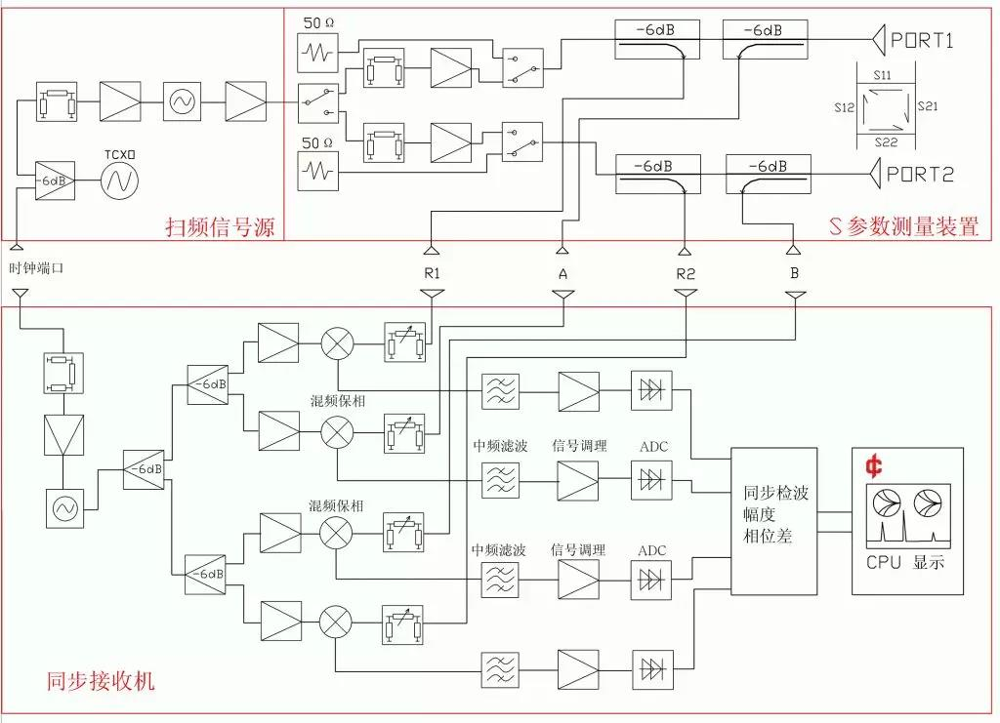 50Ω
-6dB
-6dB
PORT1
S11
S12
S21
S22
TCXO
-6dB
50Ω
-6dB
-6dB
PORT2
扫频信号源
S参数测量装置
时钟端口
R1
A
R2
B
-6dB
混频保相
中频滤波
信号调理
ADC
-6dB
同步检波
幅度
相位差
混频保相
中频滤波
信号调理
ADC
-6dB
CPU 显示
同步接收机